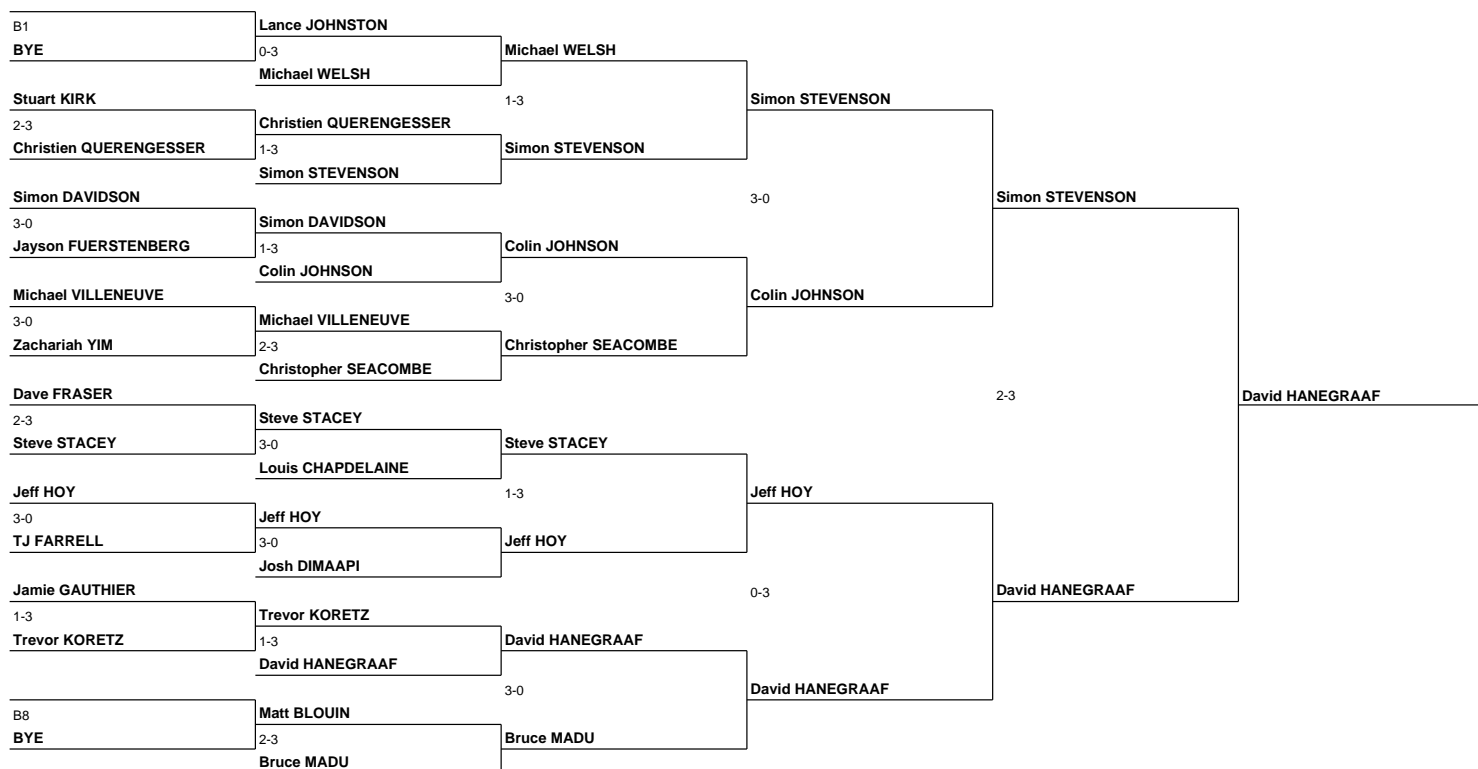 B1
BYE
Stuart KIRK
2-3
Christien QUERENGESSER
Simon DAVIDSON
3-0
Jayson FUERSTENBERG
Michael VILLENEUVE
3-0
Zachariah YIM
Dave FRASER
2-3
Steve STACEY
Jeff HOY
3-0
TJ FARRELL
Jamie GAUTHIER
1-3
Trevor KORETZ
B8
BYE
Lance JOHNSTON
0-3
Michael WELSH
Christien QUERENGESSER
1-3
Simon STEVENSON
Simon DAVIDSON
1-3
Colin JOHNSON
Michael VILLENEUVE
2-3
Christopher SEACOMBE
Steve STACEY
3-0
Louis CHAPDELAINE
Jeff HOY
3-0
Josh DIMAAPI
Trevor KORETZ
1-3
David HANEGRAAF
Matt BLOUIN
2-3
Bruce MADU
Michael WELSH
1-3
Simon STEVENSON
Colin JOHNSON
3-0
Christopher SEACOMBE
Steve STACEY
1-3
Jeff HOY
David HANEGRAAF
3-0
Bruce MADU
Simon STEVENSON
3-0
Colin JOHNSON
Jeff HOY
0-3
David HANEGRAAF
Simon STEVENSON
2-3
David HANEGRAAF
David HANEGRAAF